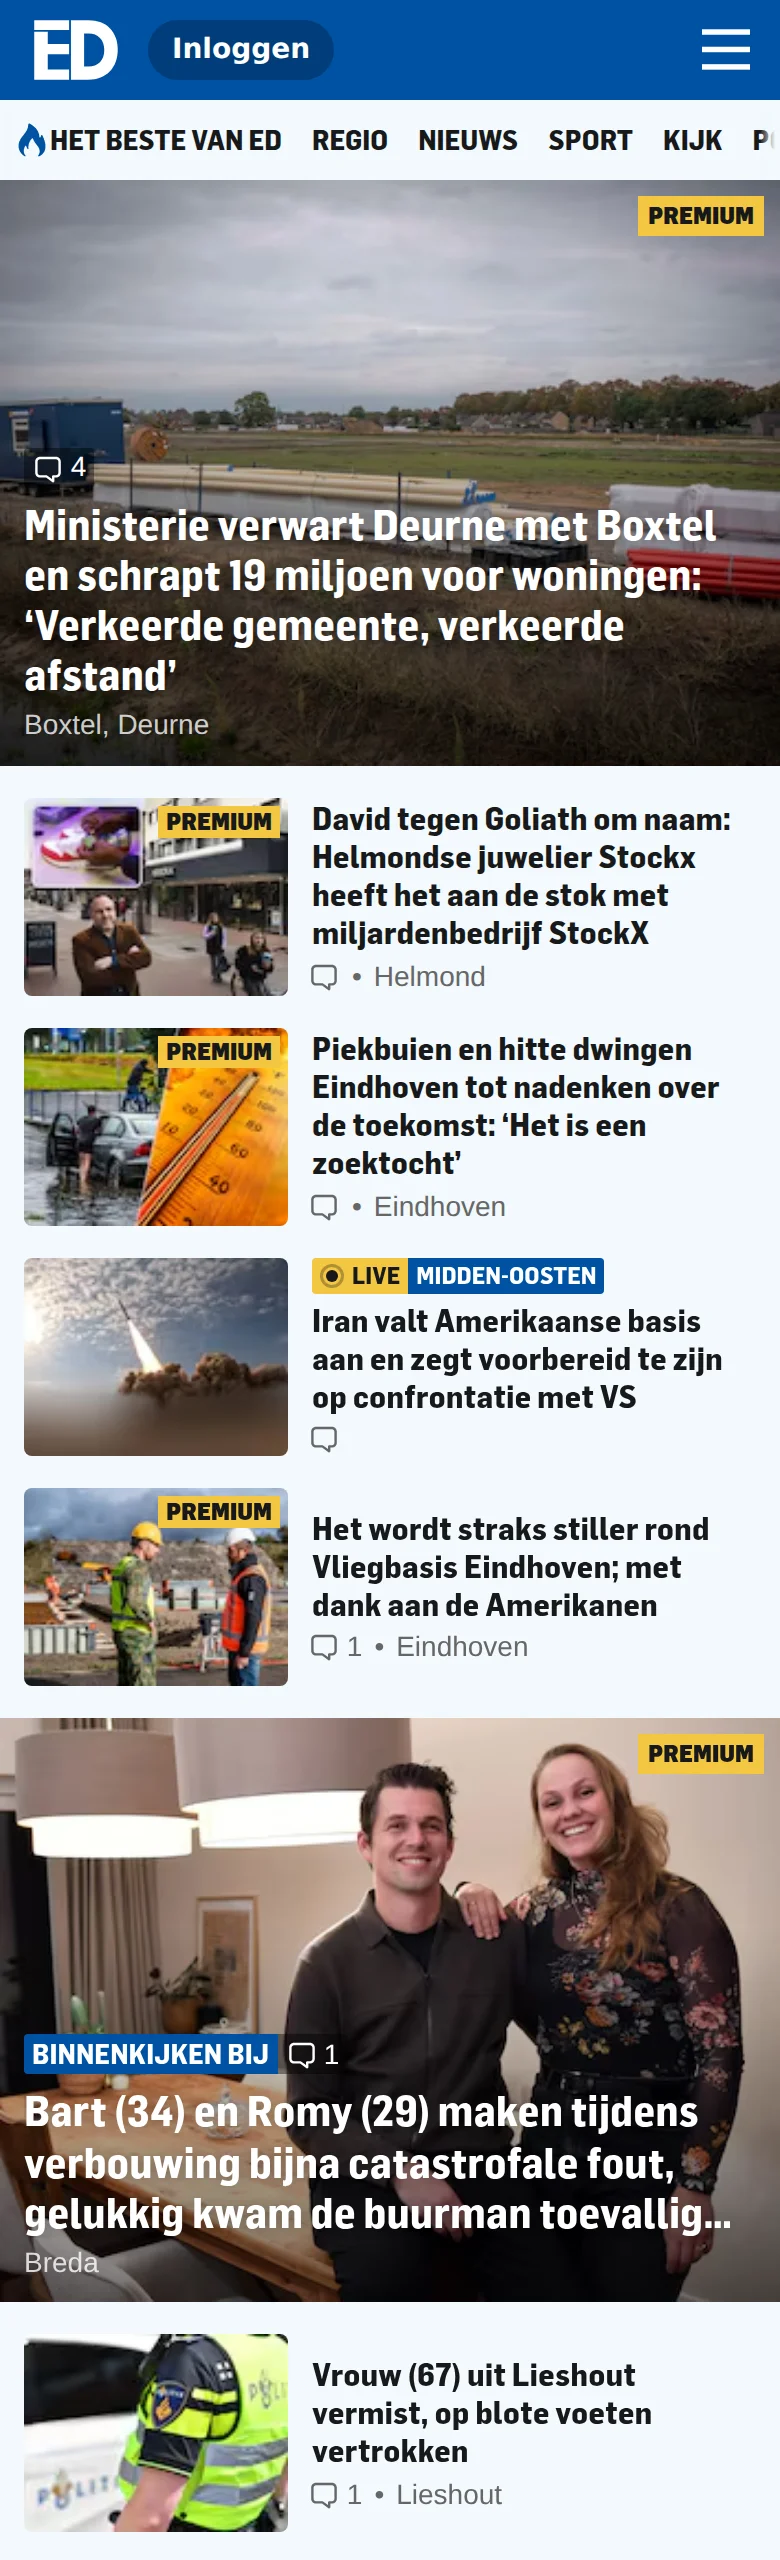 ED
Inloggen
HET BESTE VAN ED REGIO NIEUWS SPORT KIJK
PREMIUM
4
Ministerie verwart Deurne met Boxtel
en schrapt 19 miljoen voor woningen:
‘Verkeerde gemeente, verkeerde
afstand’
Boxtel, Deurne
PREMIUM
David tegen Goliath om naam:
Helmondse juwelier Stockx
heeft het aan de stok met
miljardenbedrijf StockX
• Helmond
PREMIUM
Piekbuien en hitte dwingen
Eindhoven tot nadenken over
de toekomst: ‘Het is een
zoektocht’
• Eindhoven
LIVE MIDDEN-OOSTEN
Iran valt Amerikaanse basis
aan en zegt voorbereid te zijn
op confrontatie met VS
PREMIUM
Het wordt straks stiller rond
Vliegbasis Eindhoven; met
dank aan de Amerikanen
1 • Eindhoven
PREMIUM
BINNENKIJKEN BIJ 1
Bart (34) en Romy (29) maken tijdens
verbouwing bijna catastrofale fout,
gelukkig kwam de buurman toevallig...
Breda
Vrouw (67) uit Lieshout
vermist, op blote voeten
vertrokken
1 • Lieshout